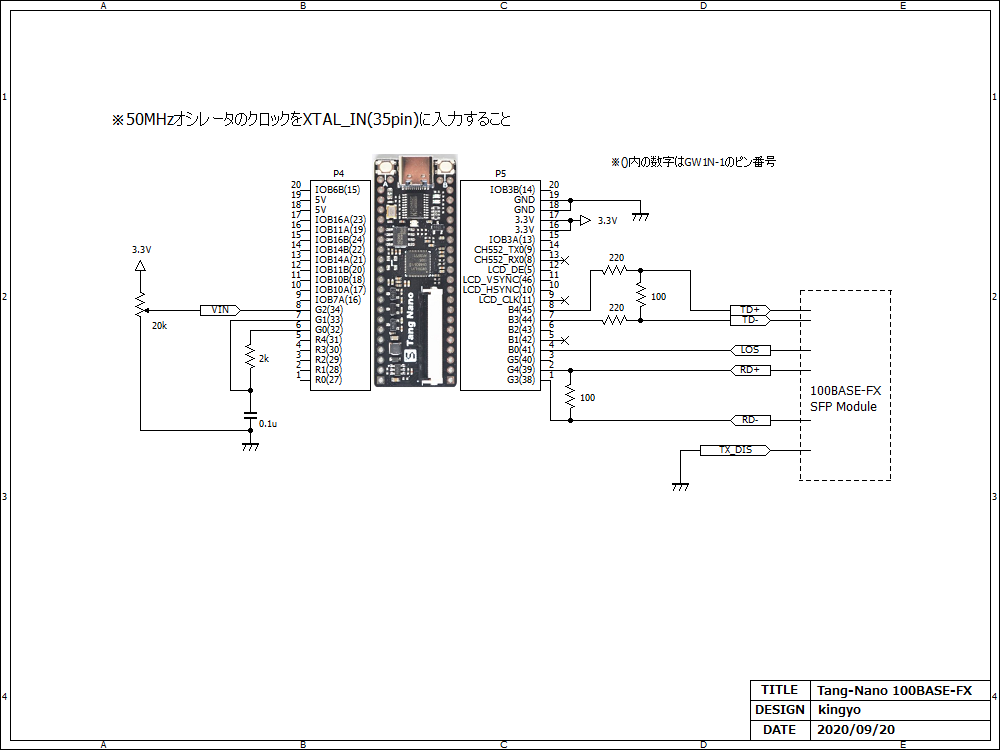 A B C D E
1 1
※50MHzオシレータのクロックをXTAL_IN(35pin)に入力すること
※()内の数字はGW1N-1のピン番号
P4
20 IOB6B(15)
19 5V
18 5V
17 IOB16A(23)
16 IOB11A(19)
15 IOB16B(24)
14 IOB14B(22)
13 IOB14A(21)
12 IOB11B(20)
11 IOB10B(18)
10 IOB10A(17)
9 IOB7A(16)
8 G2(34)
7 G1(33)
6 G0(32)
5 R4(31)
4 R3(30)
3 R2(29)
2 R1(28)
1 R0(27)
Tang Nano
P5
IOB3B(14) 20
GND 19
GND 18
3.3V 17
3.3V 16
IOB3A(13) 15
CH552_TX0(9) 14
CH552_RX0(8) 13
LCD_DE(5) 12
LCD_VSYNC(46) 11
LCD_HSYNC(10) 10
LCD_CLK(11) 9
B4(45) 8
B3(44) 7
B2(43) 6
B1(42) 5
B0(41) 4
G5(40) 3
G4(39) 2
G3(38) 1
3.3V
3.3V
20k
VIN
2k
0.1u
220
100
220
100
TD+
TD-
LOS
RD+
RD-
TX_DIS
100BASE-FX
SFP Module
2 2
3 3
4 4
TITLE Tang-Nano 100BASE-FX
DESIGN kingyo
DATE 2020/09/20
A B C D E